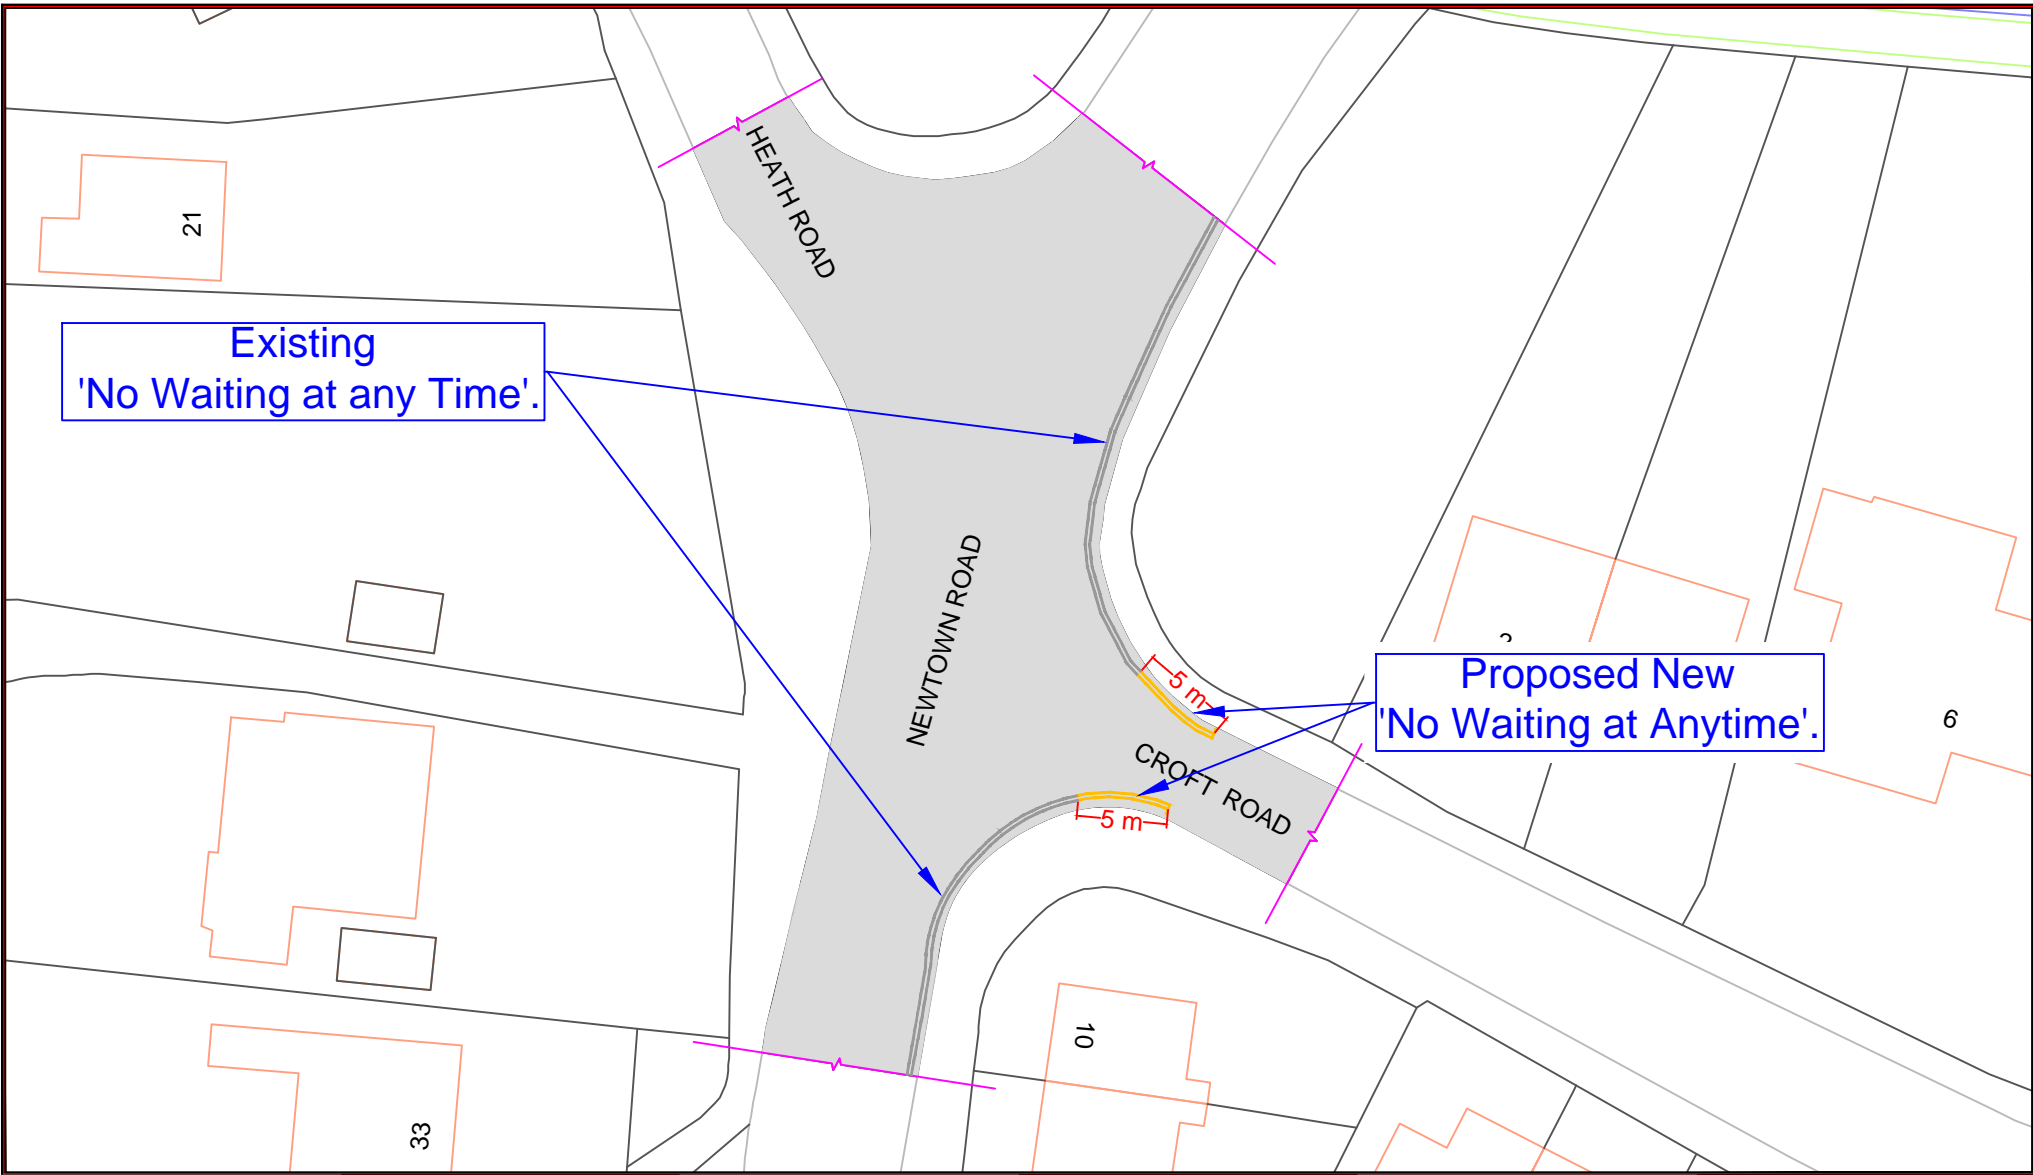 HEATH ROAD
21
Existing
'No Waiting at any Time'.
NEWTOWN ROAD
5 m
Proposed New
'No Waiting at Anytime'.
6
CROFT ROAD
5 m
10
33